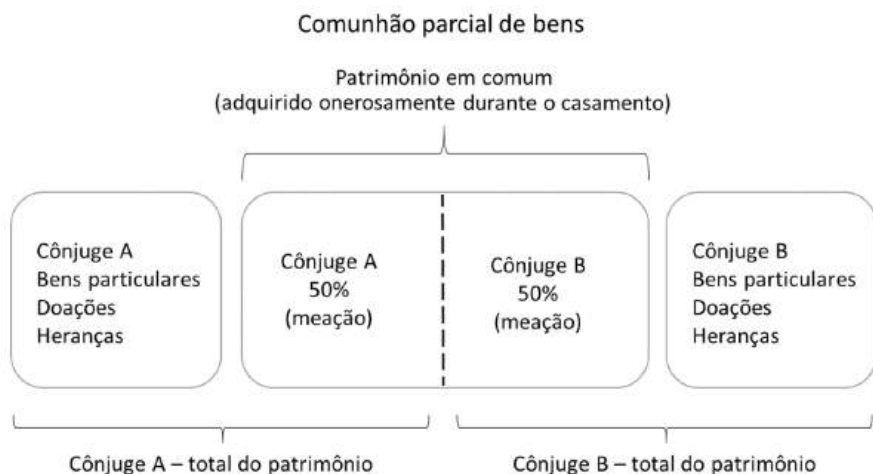 Comunhão parcial de bens
Patrimônio em comum
(adquirido onerosamente durante o casamento)
Cônjuge A
Bens particulares
Doações
Heranças
Cônjuge A
50%
(meação)
Cônjuge B
50%
(meação)
Cônjuge B
Bens particulares
Doações
Heranças
Cônjuge A – total do patrimônio
Cônjuge B – total do patrimônio